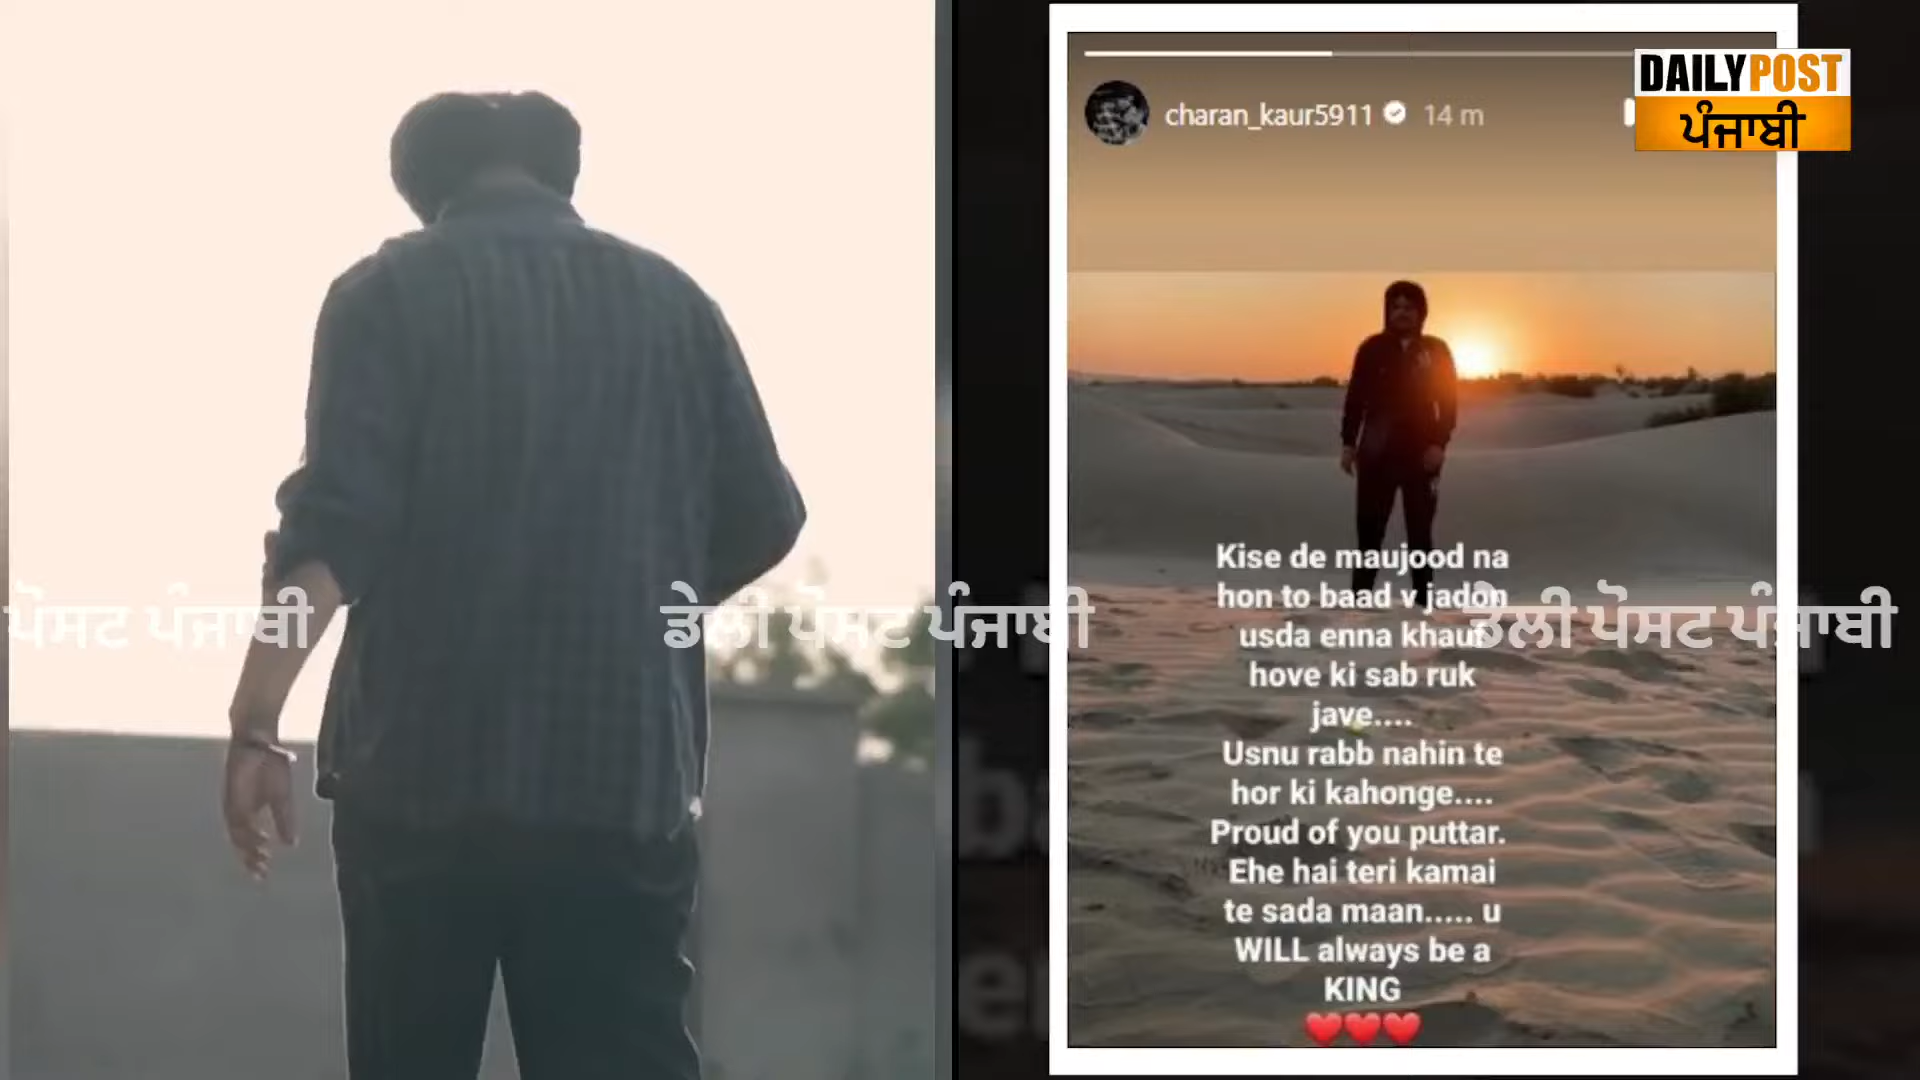 DAILYPOST
ਪੰਜਾਬੀ
charan_kaur5911 14 m
Kise de maujood na
hon to baad v jadon
usda enna khauf
hove ki sab ruk
jave....
Usnu rabb nahin te
hor ki kahonge....
Proud of you puttar.
Ehe hai teri kamai
te sada maan..... u
WILL always be a
KING
❤️❤️❤️
ਪੋਸਟ ਪੰਜਾਬੀ
ਡੇਲੀ ਪੋਸਟ ਪੰਜਾਬੀ
ਡੇਲੀ ਪੋਸਟ ਪੰਜਾਬੀ